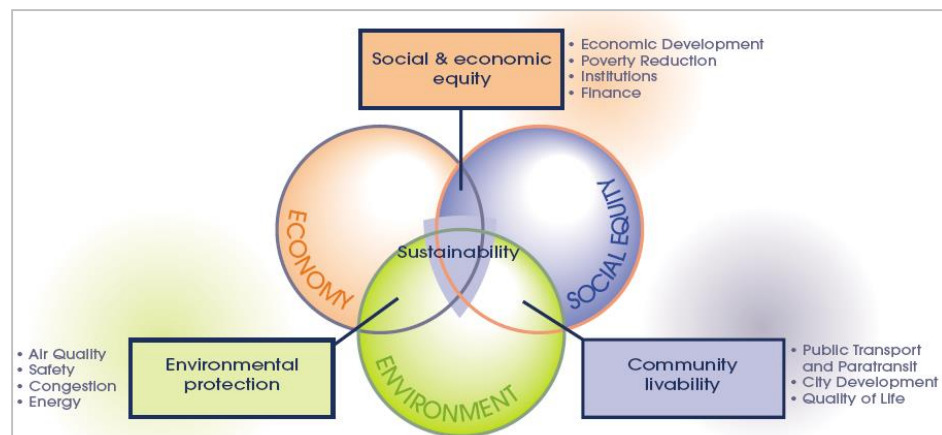 Social & economic
equity
• Economic Development
• Poverty Reduction
• Institutions
• Finance
ECONOMY
SOCIAL EQUITY
Sustainability
ENVIRONMENT
• Air Quality
• Safety
• Congestion
• Energy
Environmental
protection
Community
livability
• Public Transport
and Paratransit
• City Development
• Quality of Life